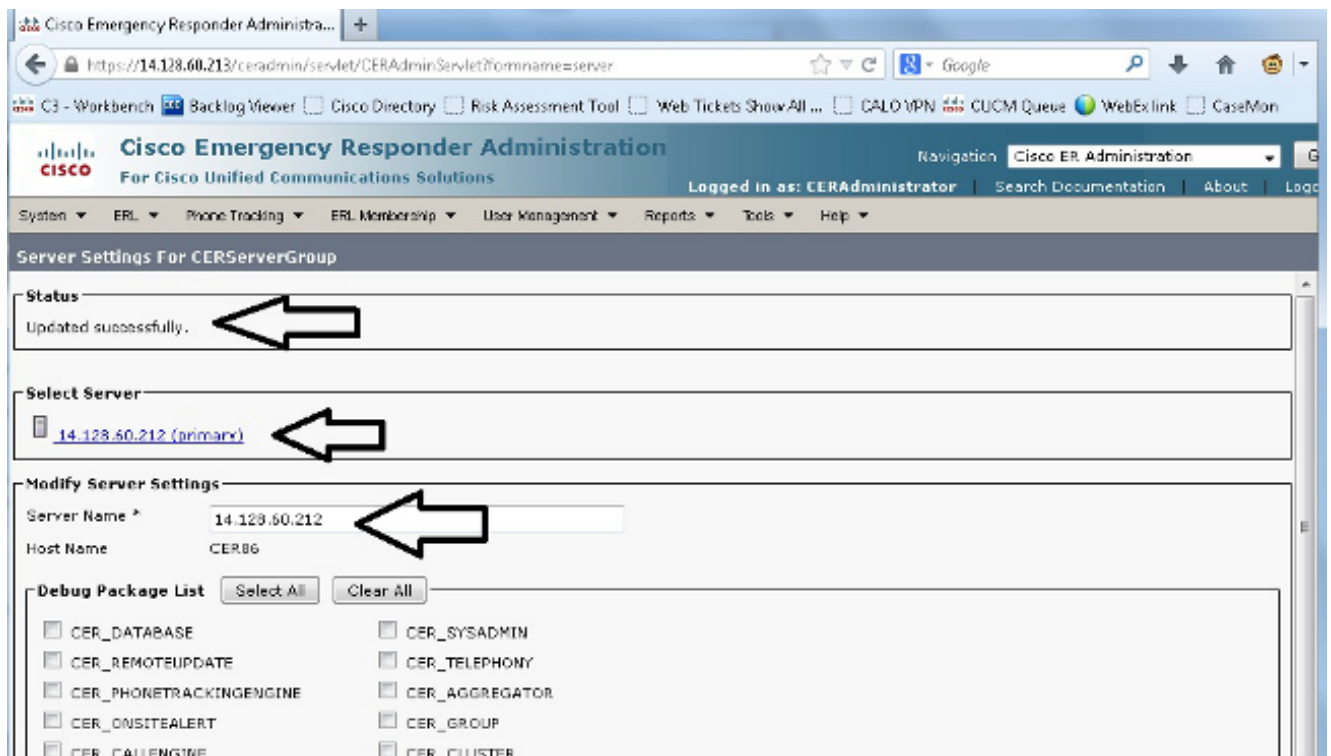 Cisco Emergency Responder Administra... +
https://14.128.60.213/ceradmin/servlet/CERAdminServlet?formname=server Google
C3 - Workbench Backlog Viewer Cisco Directory Risk Assessment Tool Web Tickets Show All ... CALO VPN CUCM Queue WebEx link CaseMon
CISCO
Cisco Emergency Responder Administration
For Cisco Unified Communications Solutions
Navigation Cisco ER Administration
Logged in as: CERAdministrator | Search Documentation | About |
System ERL Phone Tracking ERL Membership User Management Reports Tools Help
Server Settings For CERServerGroup
Status
Updated successfully.
Select Server
14.128.60.212 (primary)
Modify Server Settings
Server Name * 14.128.60.212
Host Name CER86
Debug Package List Select All Clear All
CER_DATABASE CER_SYSADMIN
CER_REMOTEUPDATE CER_TELEPHONY
CER_PHONETRACKINGENGINE CER_AGGREGATOR
CER_ONSITEALERT CER_GROUP
CER_CALLENGINE CER_CLUSTER